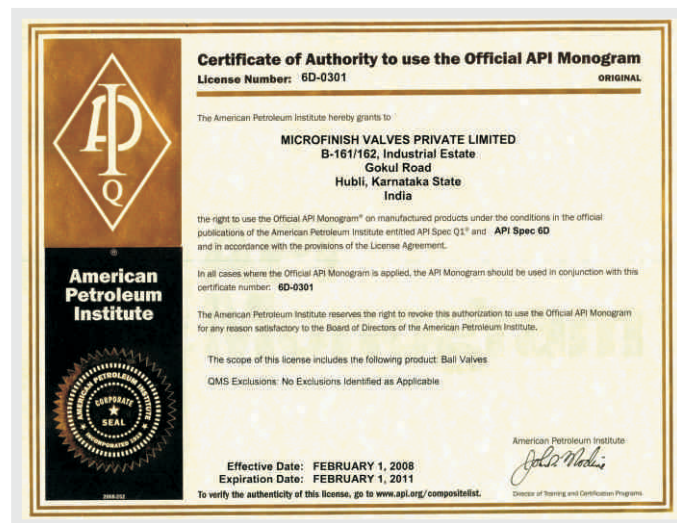 Certificate of Authority to use the Official API Monogram
License Number: 6D-0301
ORIGINAL
The American Petroleum Institute hereby grants to
MICROFINISH VALVES PRIVATE LIMITED
B-161/162, Industrial Estate
Gokul Road
Hubli, Karnataka State
India
the right to use the Official API Monogram® on manufactured products under the conditions in the official
publications of the American Petroleum Institute entitled API Spec Q1® and API Spec 6D
and in accordance with the provisions of the License Agreement.
In all cases where the Official API Monogram is applied, the API Monogram should be used in conjunction with this
certificate number: 6D-0301
The American Petroleum Institute reserves the right to revoke this authorization to use the Official API Monogram
for any reason satisfactory to the Board of Directors of the American Petroleum Institute.
The scope of this license includes the following product: Ball Valves
QMS Exclusions: No Exclusions Identified as Applicable
Effective Date: FEBRUARY 1, 2008
Expiration Date: FEBRUARY 1, 2011
To verify the authenticity of this license, go to www.api.org/compositelist.
American Petroleum Institute
Director of Training and Certification Programs
API
Q
®
American
Petroleum
Institute
AMERICAN PETROLEUM INSTITUTE
CORPORATE
SEAL
INCORPORATED